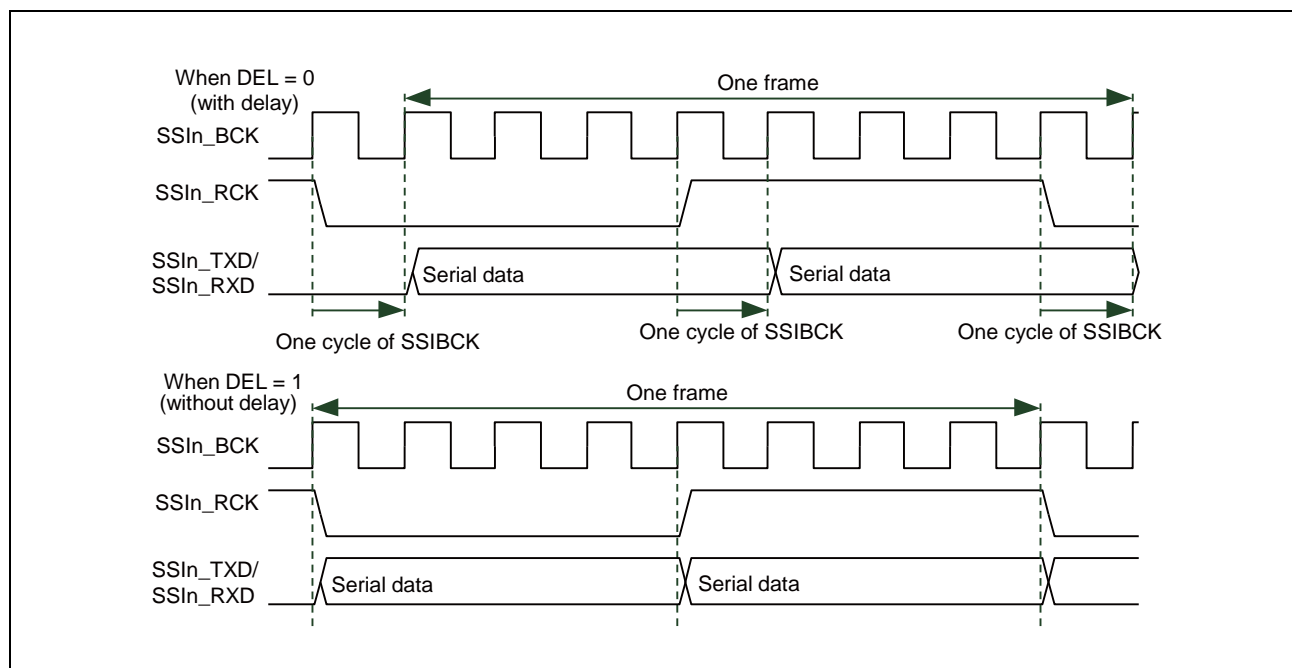 When DEL = 0
(with delay)
One frame
SSIn_BCK
SSIn_RCK
SSIn_TXD/
SSIn_RXD
Serial data
Serial data
One cycle of SSIBCK
One cycle of SSIBCK
One cycle of SSIBCK
When DEL = 1
(without delay)
One frame
SSIn_BCK
SSIn_RCK
SSIn_TXD/
SSIn_RXD
Serial data
Serial data